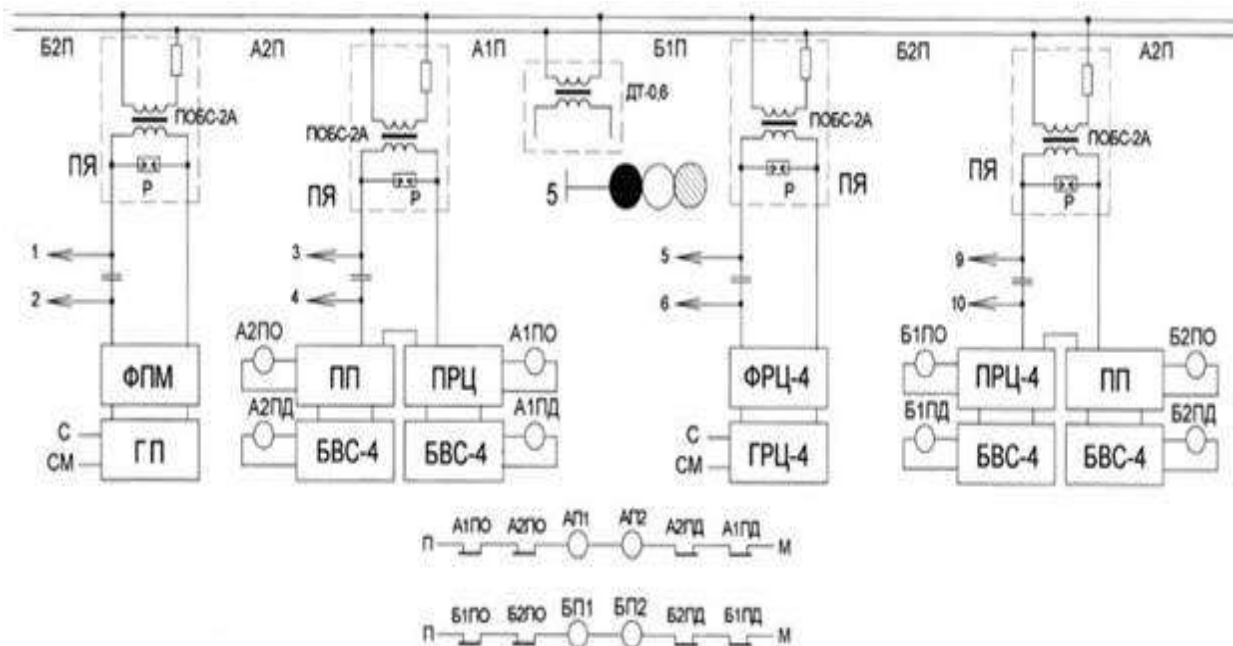 Б2П А2П А1П Б1П Б2П А2П
ДТ-0,6
ПОБС-2А ПОБС-2А ПОБС-2А ПОБС-2А
ПЯ Р ПЯ Р 5 Р ПЯ ПЯ Р
1 3 5 9
2 4 6 10
А2ПО А1ПО Б1ПО Б2ПО
ФПМ ПП ПРЦ ФРЦ-4 ПРЦ-4 ПП
А2ПД А1ПД Б1ПД Б2ПД
С С
СМ ГП БВС-4 БВС-4 СМ ГРЦ-4 БВС-4 БВС-4
А1ПО А2ПО АП1 АП2 А2ПД А1ПД
П М
Б1ПО Б2ПО БП1 БП2 Б2ПД Б1ПД
П М